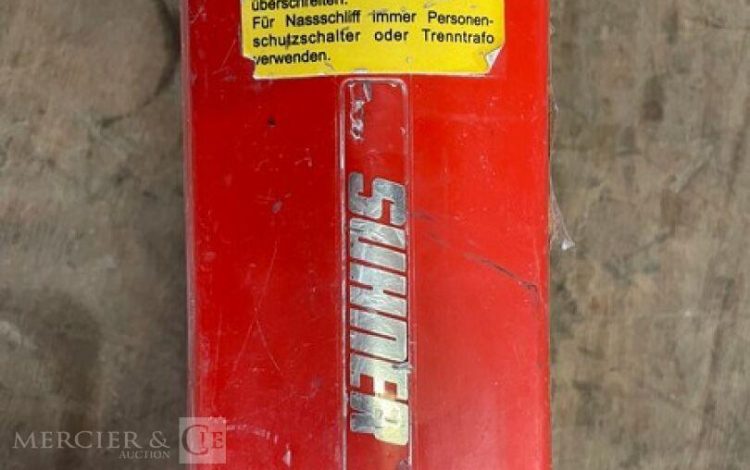 überschreiten.
Für Nassschliff immer Personen-
schutzschalter oder Trenntrafo
verwenden.
SUHNER
MERCIER & CIE
AUCTION